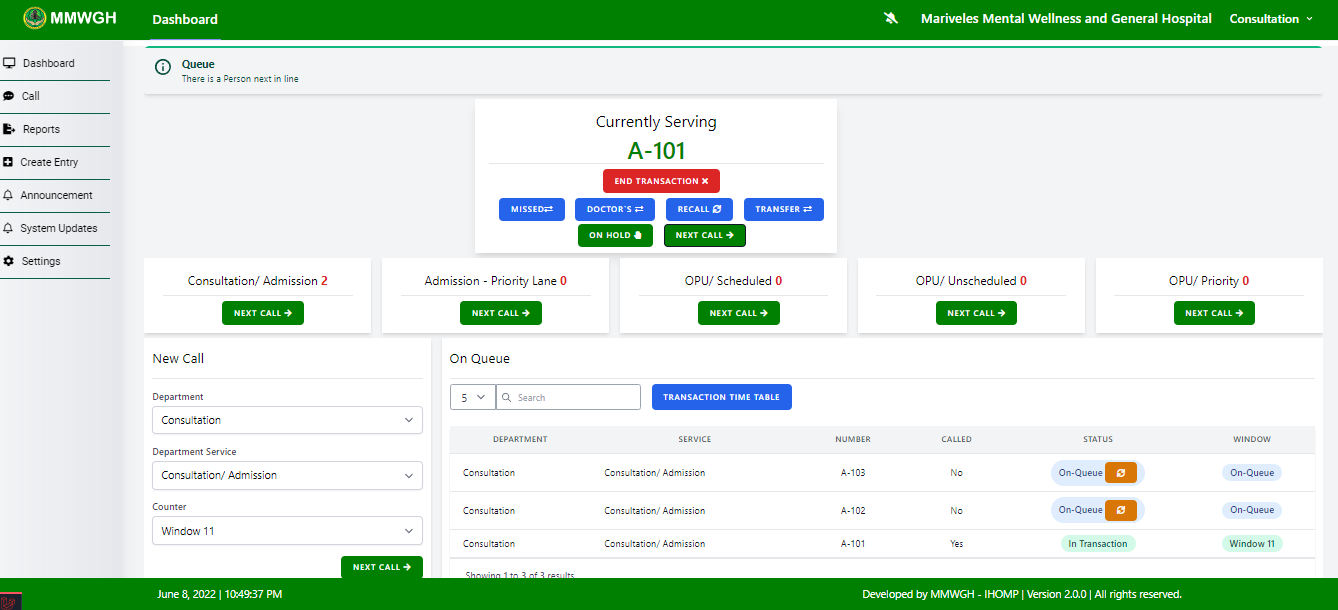 MMWGH Dashboard Mariveles Mental Wellness and General Hospital Consultation
Dashboard
Call
Reports
Create Entry
Announcement
System Updates
Settings
Queue
There is a Person next in line
Currently Serving
A-101
END TRANSACTION
MISSED DOCTOR'S RECALL TRANSFER
ON HOLD NEXT CALL
Consultation/ Admission 2
NEXT CALL
Admission - Priority Lane 0
NEXT CALL
OPU/ Scheduled 0
NEXT CALL
OPU/ Unscheduled 0
NEXT CALL
OPU/ Priority 0
NEXT CALL
New Call
Department
Consultation
Department Service
Consultation/ Admission
Counter
Window 11
NEXT CALL
On Queue
5 Search TRANSACTION TIME TABLE
DEPARTMENT SERVICE NUMBER CALLED STATUS WINDOW
Consultation Consultation/ Admission A-103 No On-Queue On-Queue
Consultation Consultation/ Admission A-102 No On-Queue On-Queue
Consultation Consultation/ Admission A-101 Yes In Transaction Window 11
Showing 1 to 3 of 3 results
June 8, 2022 | 10:49:37 PM Developed by MMWGH - IHOMP | Version 2.0.0 | All rights reserved.